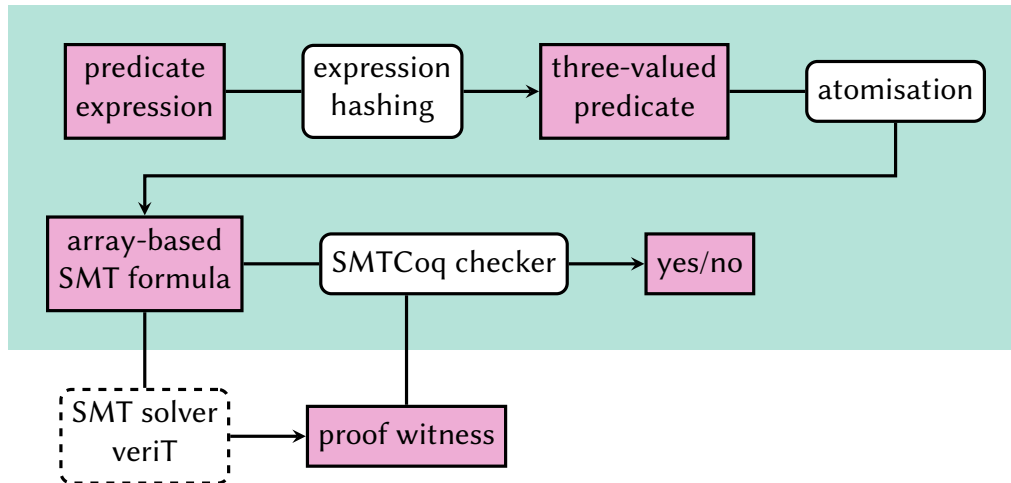 predicate
expression
expression
hashing
three-valued
predicate
atomisation
array-based
SMT formula
SMTCoq checker
yes/no
SMT solver
veriT
proof witness